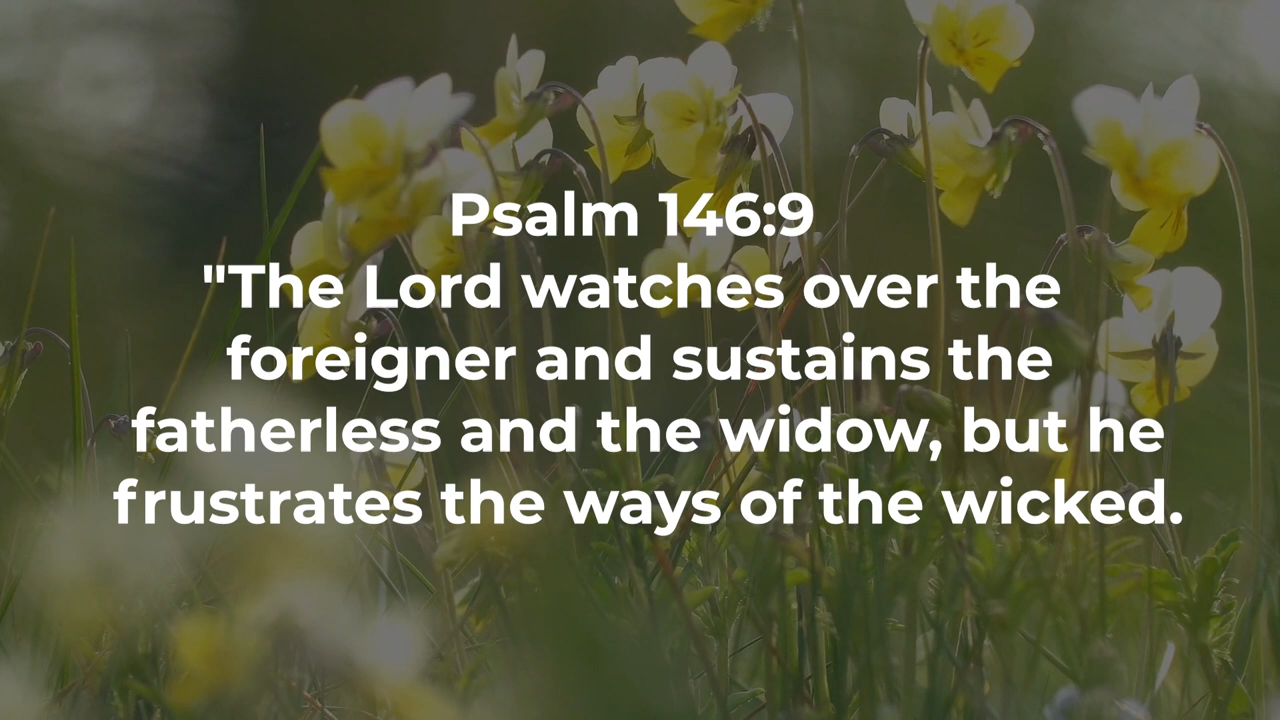 Psalm 146:9
"The Lord watches over the
foreigner and sustains the
fatherless and the widow, but he
frustrates the ways of the wicked.